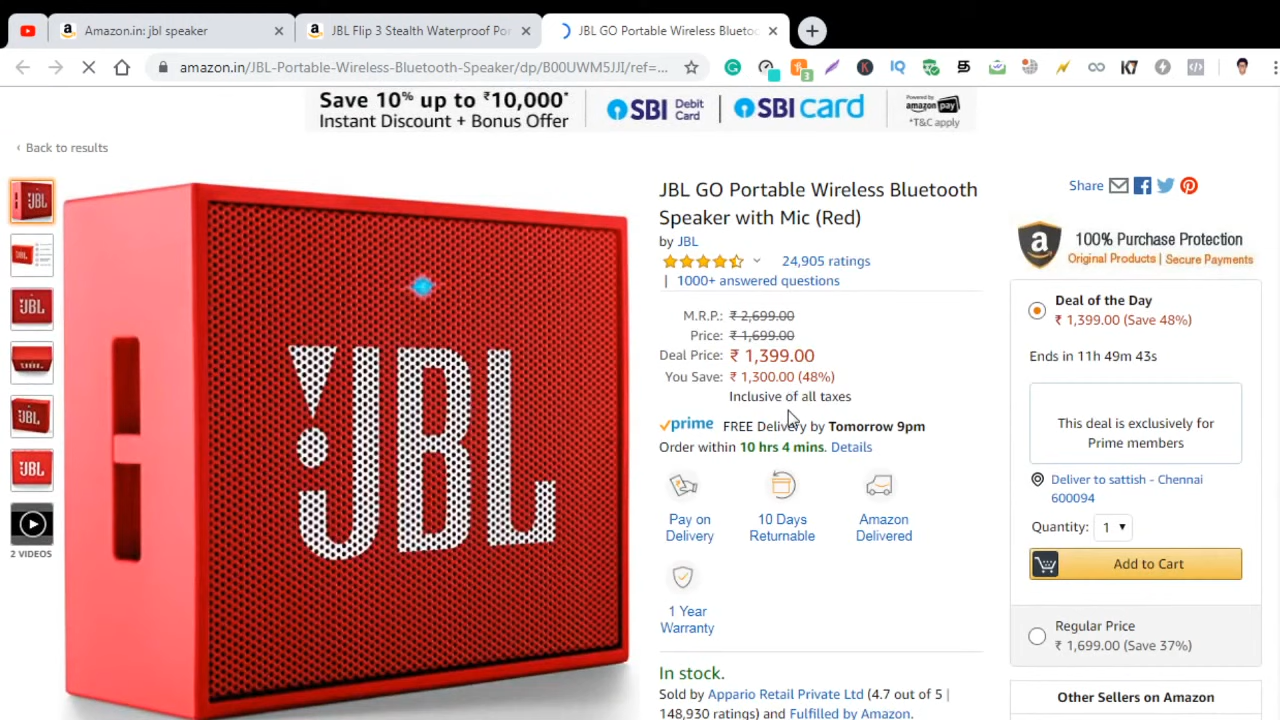 Amazon.in: jbl speaker
JBL Flip 3 Stealth Waterproof Por
JBL GO Portable Wireless Bluetoo
amazon.in/JBL-Portable-Wireless-Bluetooth-Speaker/dp/B00UWM5JJI/ref=...
Save 10% up to ₹10,000*
Instant Discount + Bonus Offer
SBI Debit Card
SBI card
Powered by
amazon pay
*T&C apply
‹ Back to results
JBL GO Portable Wireless Bluetooth
Speaker with Mic (Red)
by JBL
24,905 ratings
| 1000+ answered questions
M.R.P.: ₹ 2,699.00
Price: ₹ 1,699.00
Deal Price: ₹ 1,399.00
You Save: ₹ 1,300.00 (48%)
Inclusive of all taxes
prime FREE Delivery by Tomorrow 9pm
Order within 10 hrs 4 mins. Details
Pay on
Delivery
10 Days
Returnable
Amazon
Delivered
1 Year
Warranty
In stock.
Sold by Appario Retail Private Ltd (4.7 out of 5 |
148,930 ratings) and Fulfilled by Amazon.
JBL
2 VIDEOS
Share
100% Purchase Protection
Original Products | Secure Payments
Deal of the Day
₹ 1,399.00 (Save 48%)
Ends in 11h 49m 43s
This deal is exclusively for
Prime members
Deliver to sattish - Chennai
600094
Quantity: 1
Add to Cart
Regular Price
₹ 1,699.00 (Save 37%)
Other Sellers on Amazon